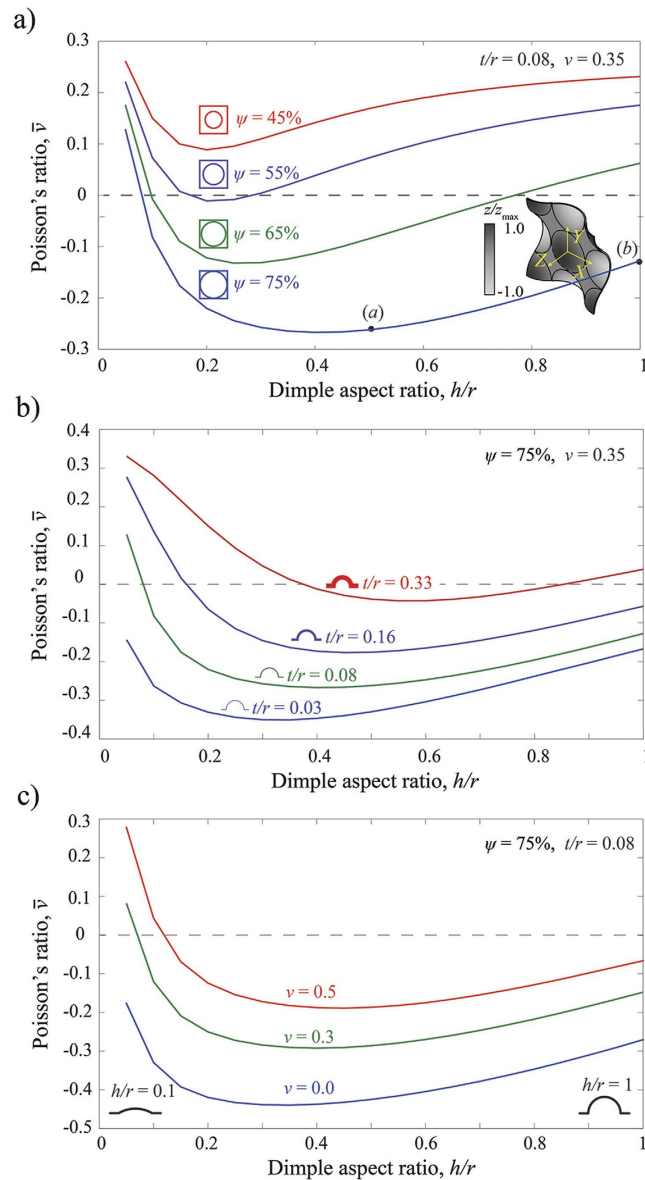 a)
t/r = 0.08, ν = 0.35
Poisson's ratio, ν̄
0.3
0.2
0.1
0
-0.1
-0.2
-0.3
ψ = 45%
ψ = 55%
ψ = 65%
ψ = 75%
z/z_max
1.0
-1.0
Y
Z
X
(a)
(b)
0 0.2 0.4 0.6 0.8 1
Dimple aspect ratio, h/r
b)
ψ = 75%, ν = 0.35
Poisson's ratio, ν̄
0.4
0.3
0.2
0.1
0
-0.1
-0.2
-0.3
-0.4
t/r = 0.33
t/r = 0.16
t/r = 0.08
t/r = 0.03
0 0.2 0.4 0.6 0.8 1
Dimple aspect ratio, h/r
c)
ψ = 75%, t/r = 0.08
Poisson's ratio, ν̄
0.3
0.2
0.1
0
-0.1
-0.2
-0.3
-0.4
-0.5
ν = 0.5
ν = 0.3
ν = 0.0
h/r = 0.1
h/r = 1
0 0.2 0.4 0.6 0.8 1
Dimple aspect ratio, h/r